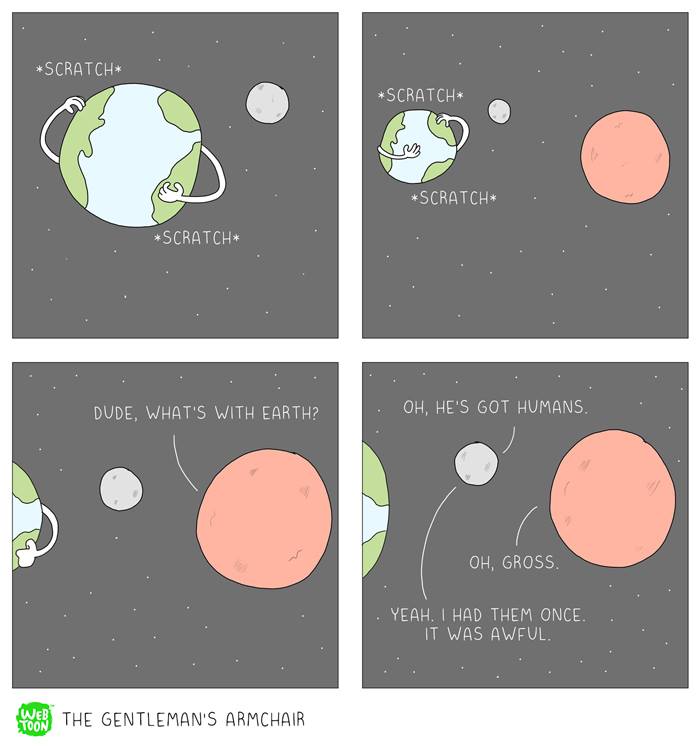 *SCRATCH*
*SCRATCH*
*SCRATCH*
*SCRATCH*
DUDE, WHAT'S WITH EARTH?
OH, HE'S GOT HUMANS.
OH, GROSS.
YEAH. I HAD THEM ONCE.
IT WAS AWFUL.
WEB
TOON
THE GENTLEMAN'S ARMCHAIR